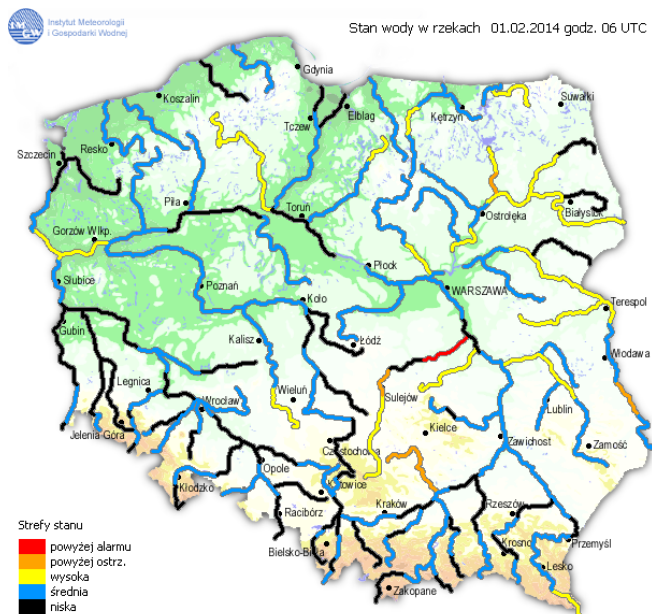 Instytut Meteorologii
i Gospodarki Wodnej
IMGW
Stan wody w rzekach 01.02.2014 godz. 06 UTC
Gdynia
Koszalin
Suwałki
Elbląg
Kętrzyn
Tczew
Resko
Szczecin
Piła
Toruń
Białystok
Ostrołęka
Gorzów Wlkp.
Płock
Słubice
Poznań
WARSZAWA
Koło
Terespol
Gubin
Kalisz
Łódź
Włodawa
Legnica
Wieluń
Sulejów
Wrocław
Lublin
Jelenia Góra
Kielce
Zawichost
Zamość
Częstochowa
Opole
Kłodzko
Katowice
Kraków
Rzeszów
Racibórz
Przemyśl
Bielsko-Biała
Krosno
Lesko
Zakopane
Strefy stanu
powyżej alarmu
powyżej ostrz.
wysoka
średnia
niska